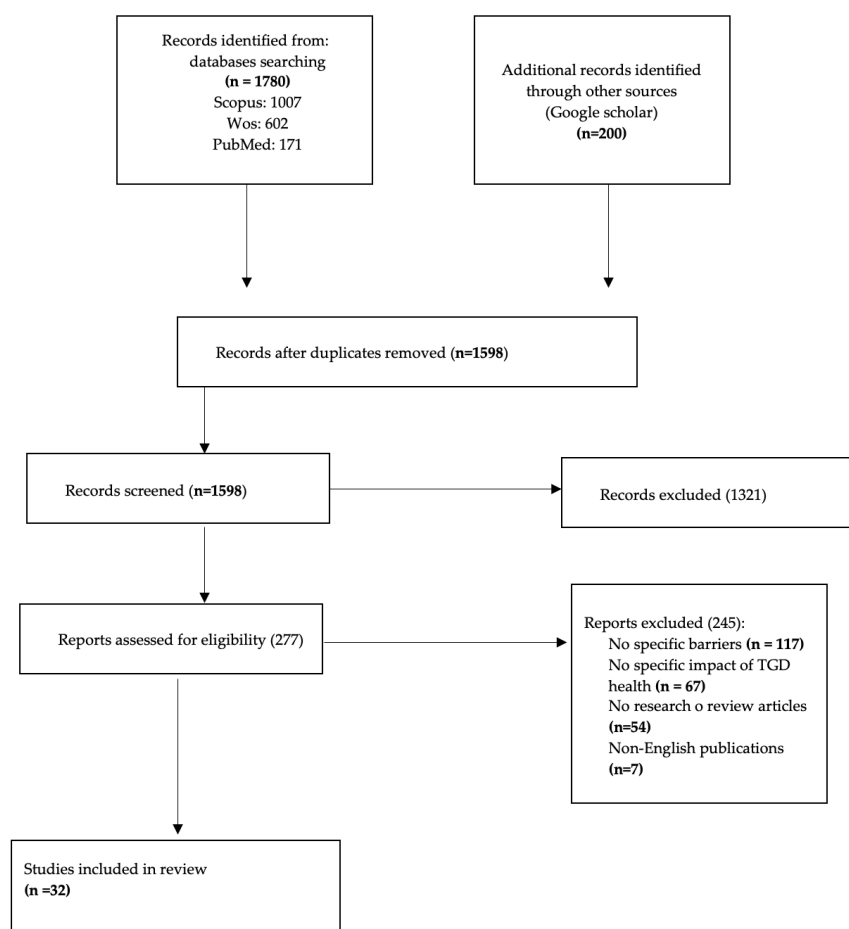 Records identified from:
databases searching
(n = 1780)
Scopus: 1007
Wos: 602
PubMed: 171
Additional records identified
through other sources
(Google scholar)
(n=200)
Records after duplicates removed (n=1598)
Records screened (n=1598)
Records excluded (1321)
Reports assessed for eligibility (277)
Reports excluded (245):
No specific barriers (n = 117)
No specific impact of TGD
health (n = 67)
No research o review articles
(n=54)
Non-English publications
(n=7)
Studies included in review
(n =32)